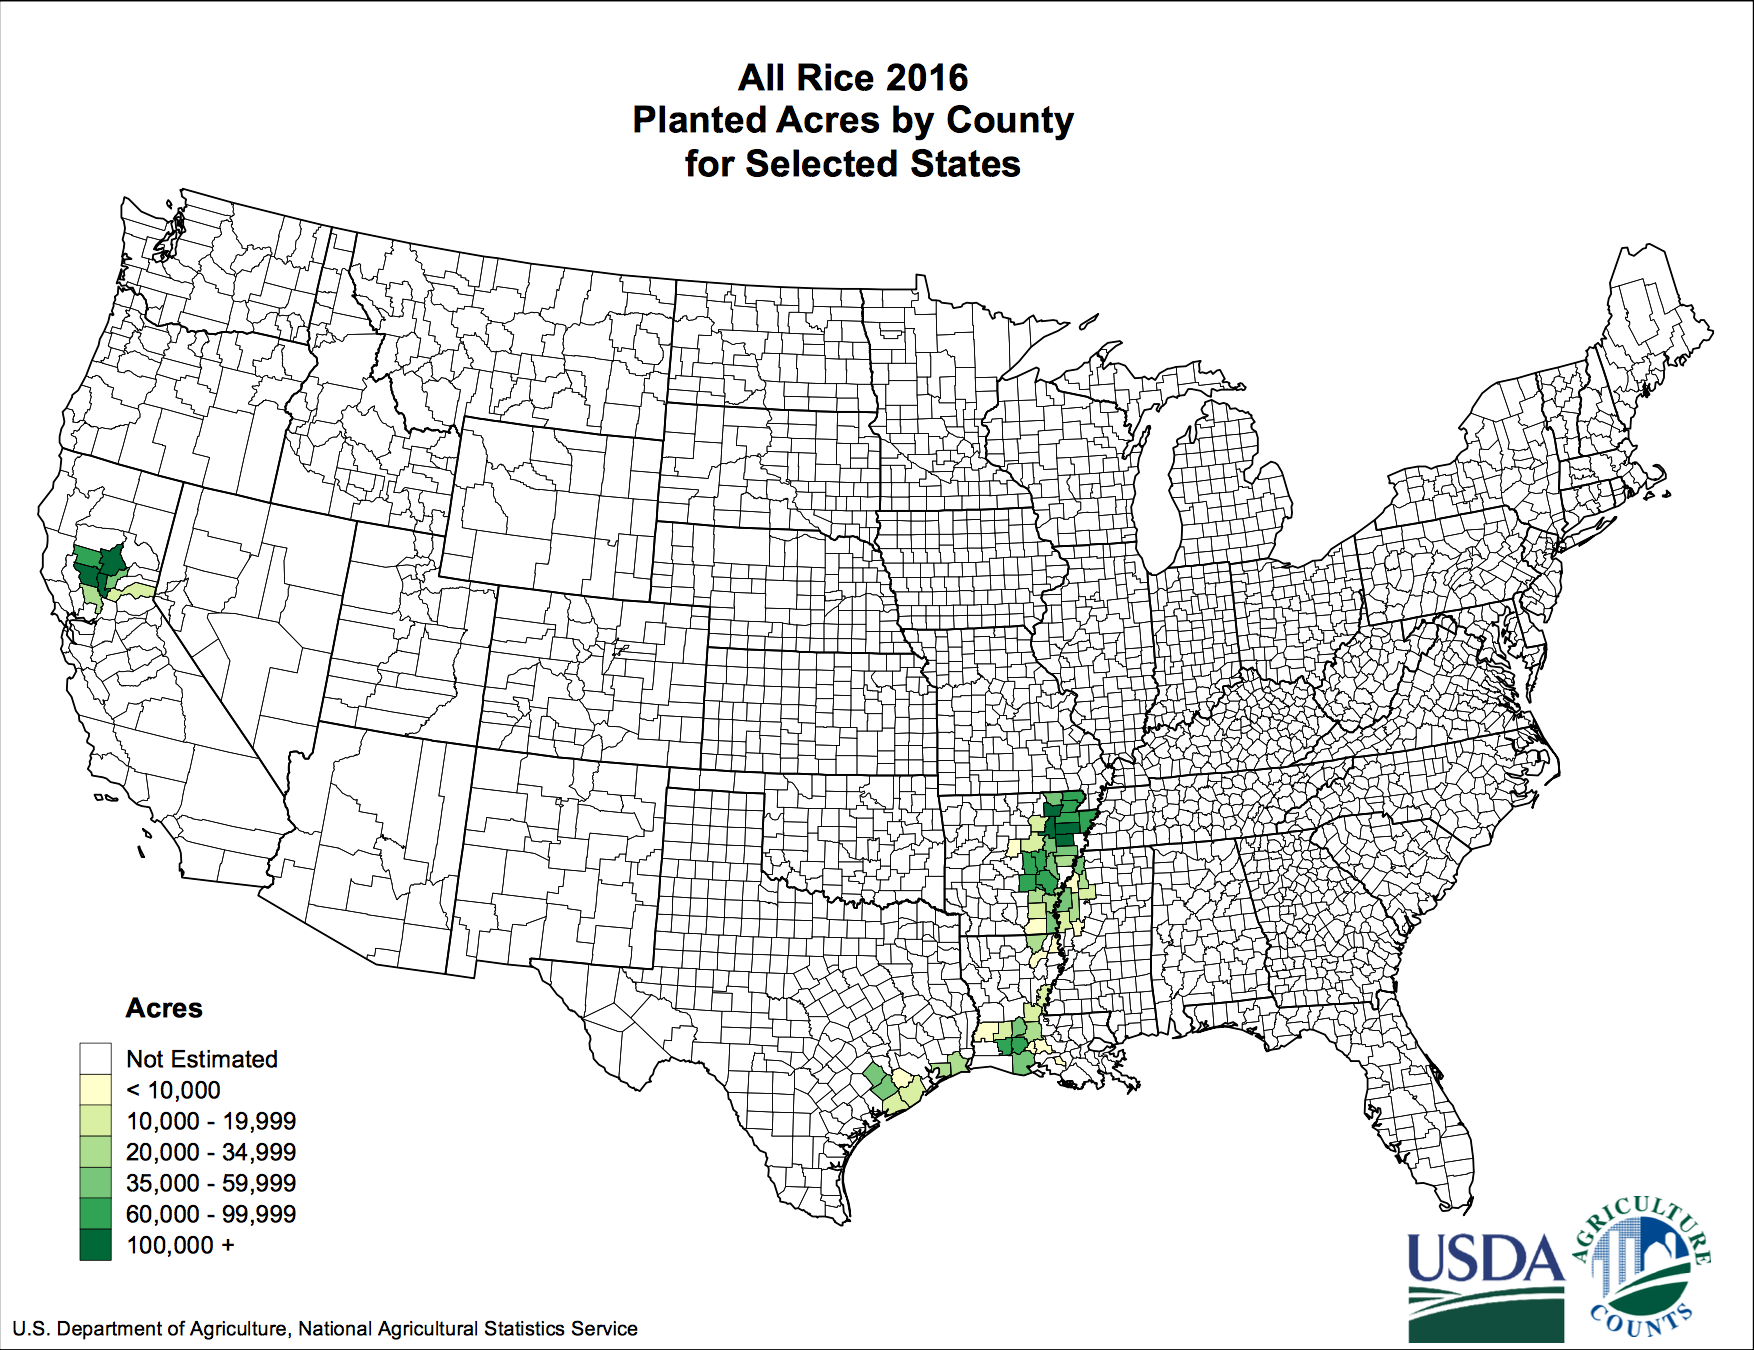 All Rice 2016
Planted Acres by County
for Selected States
Acres
Not Estimated
< 10,000
10,000 - 19,999
20,000 - 34,999
35,000 - 59,999
60,000 - 99,999
100,000 +
USDA
AGRICULTURE
COUNTS
U.S. Department of Agriculture, National Agricultural Statistics Service